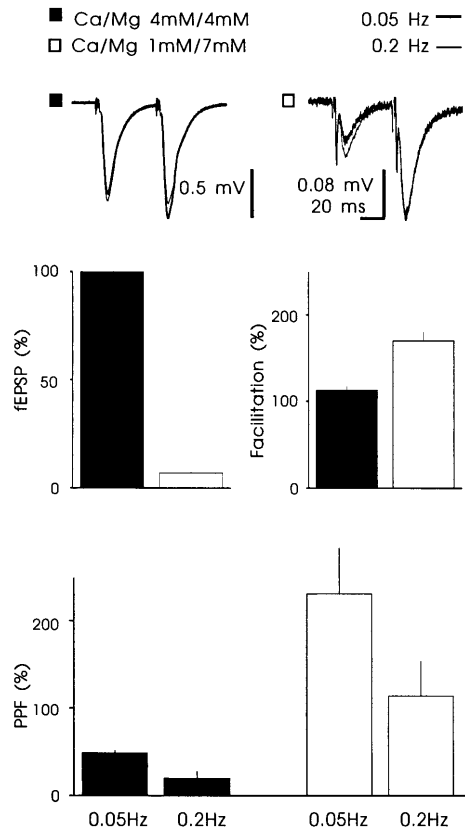 Ca/Mg 4mM/4mM
0.05 Hz
Ca/Mg 1mM/7mM
0.2 Hz
0.5 mV
0.08 mV
20 ms
fEPSP (%)
100
50
0
Facilitation (%)
200
100
0
PPF (%)
200
100
0
0.05Hz
0.2Hz
0.05Hz
0.2Hz